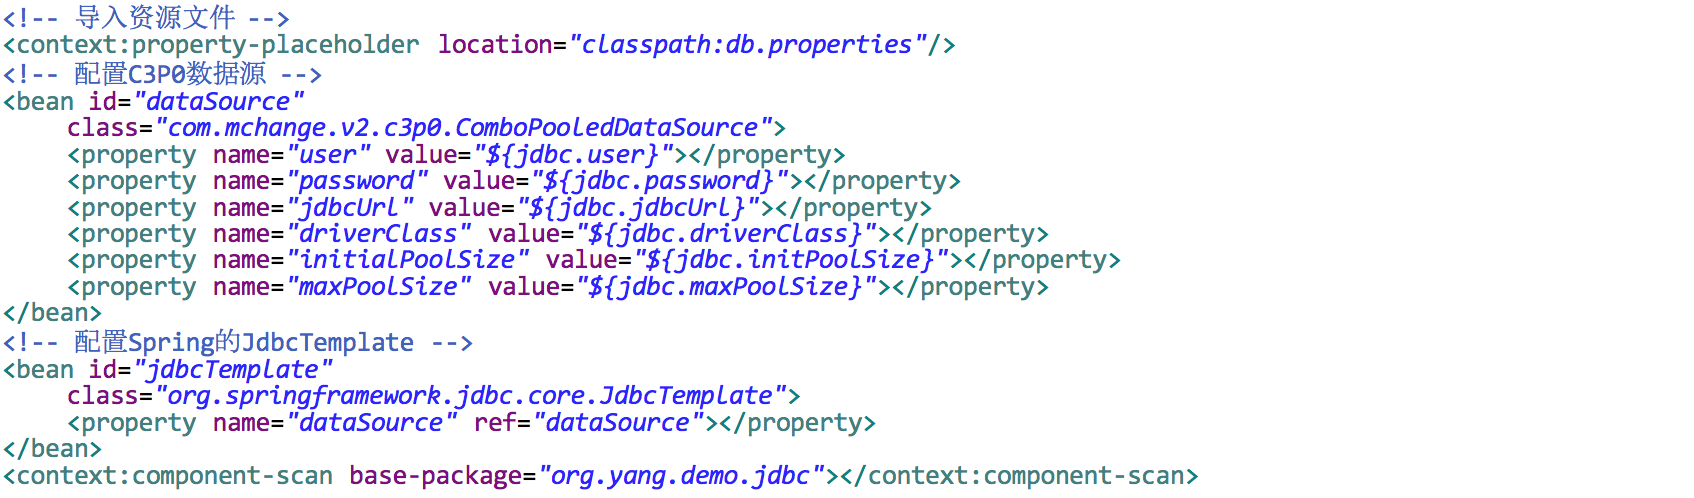 <!-- 导入资源文件 -->
<context:property-placeholder location="classpath:db.properties"/>
<!-- 配置C3P0数据源 -->
<bean id="dataSource"
class="com.mchange.v2.c3p0.ComboPooledDataSource">
<property name="user" value="${jdbc.user}"></property>
<property name="password" value="${jdbc.password}"></property>
<property name="jdbcUrl" value="${jdbc.jdbcUrl}"></property>
<property name="driverClass" value="${jdbc.driverClass}"></property>
<property name="initialPoolSize" value="${jdbc.initPoolSize}"></property>
<property name="maxPoolSize" value="${jdbc.maxPoolSize}"></property>
</bean>
<!-- 配置Spring的JdbcTemplate -->
<bean id="jdbcTemplate"
class="org.springframework.jdbc.core.JdbcTemplate">
<property name="dataSource" ref="dataSource"></property>
</bean>
<context:component-scan base-package="org.yang.demo.jdbc"></context:component-scan>